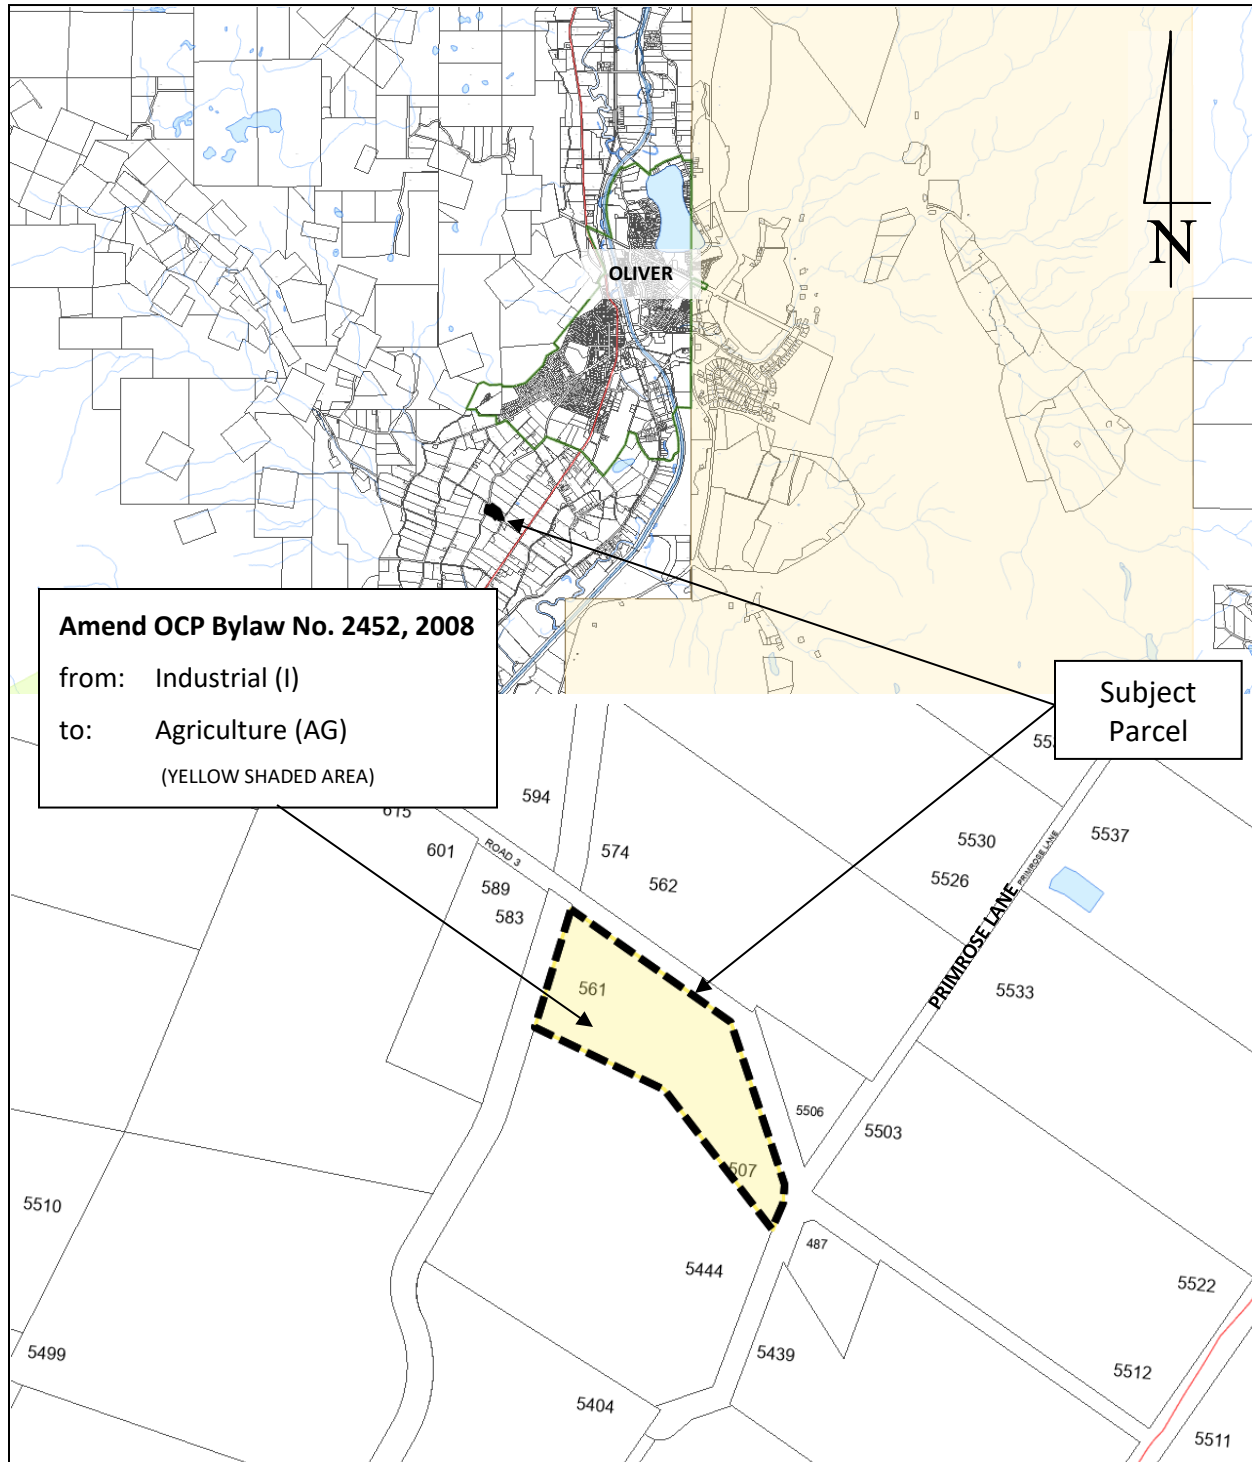 OLIVER
N
Amend OCP Bylaw No. 2452, 2008
from: Industrial (I)
to: Agriculture (AG)
(YELLOW SHADED AREA)
Subject
Parcel
594
615
601
ROAD 3
574
5530
5537
PRIMROSE LANE
589
562
5526
583
PRIMROSE LANE
561
5533
5506
5503
507
5510
487
5444
5522
5499
5439
5512
5404
5511